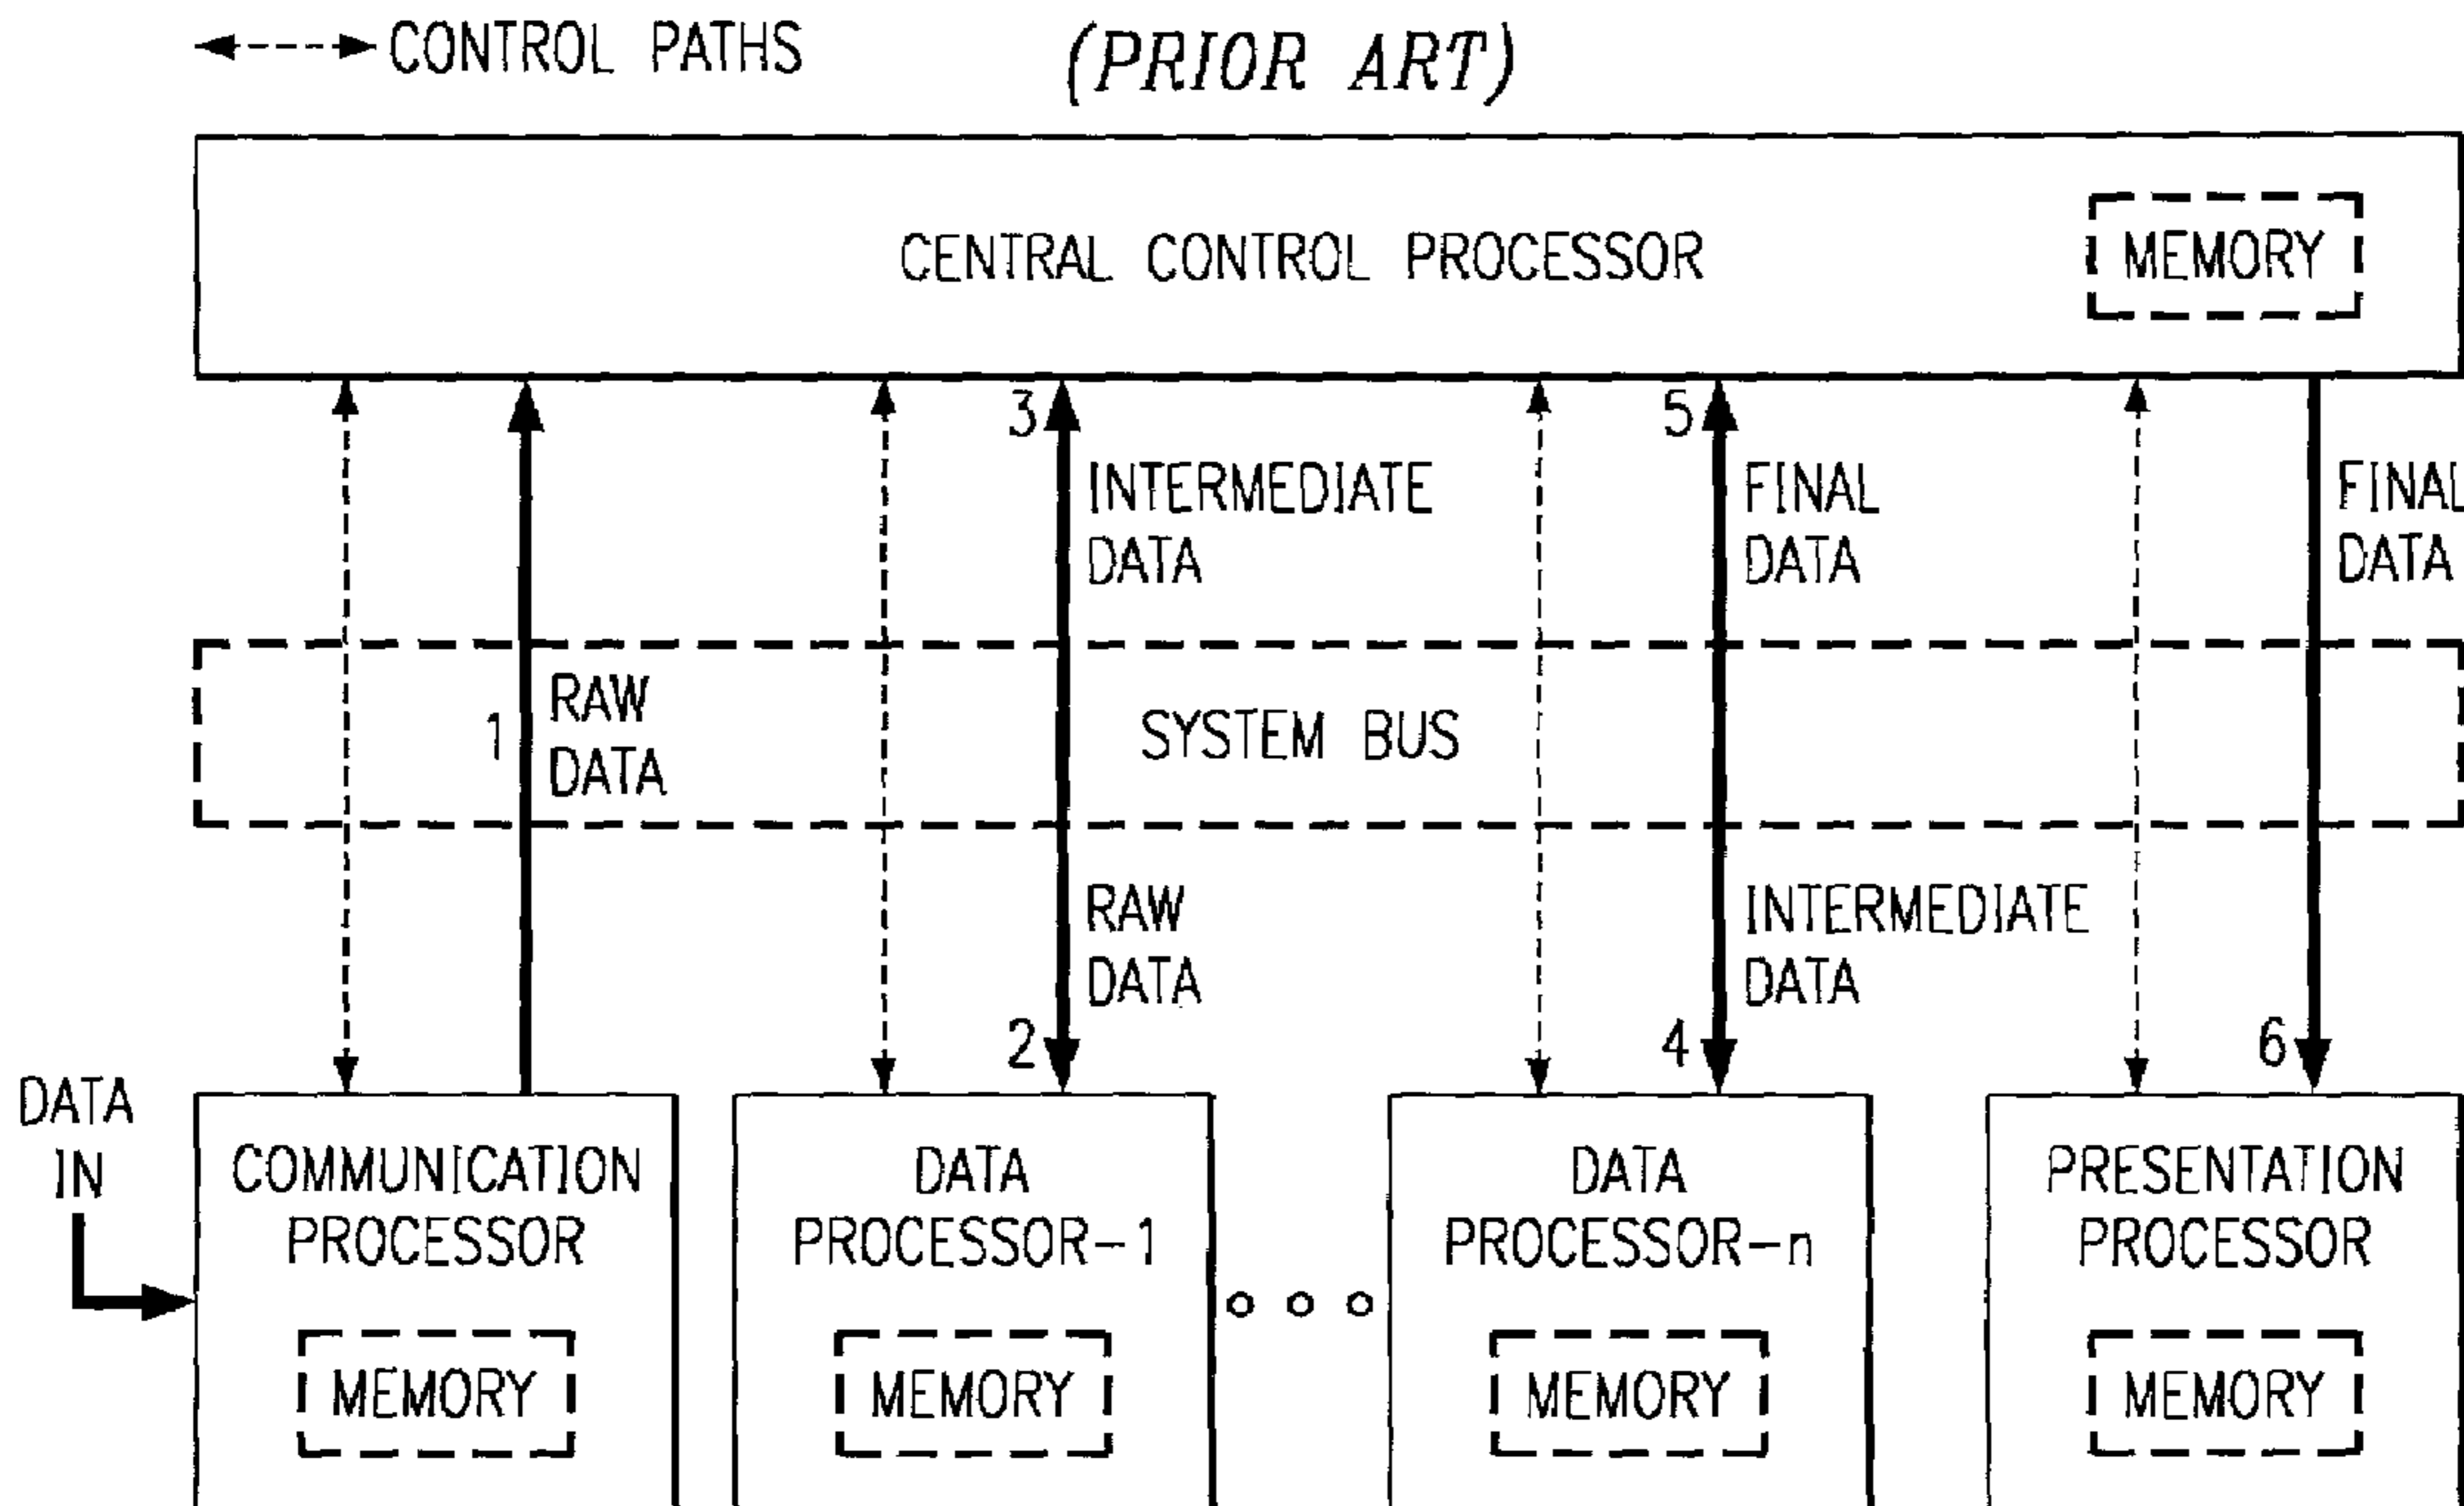 CONTROL PATHS
(PRIOR ART)
CENTRAL CONTROL PROCESSOR
MEMORY
3
INTERMEDIATE
DATA
5
FINAL
DATA
FINAL
DATA
1
RAW
DATA
SYSTEM BUS
RAW
DATA
2
INTERMEDIATE
DATA
4
6
DATA
IN
COMMUNICATION
PROCESSOR
MEMORY
DATA
PROCESSOR-1
MEMORY
DATA
PROCESSOR-n
MEMORY
PRESENTATION
PROCESSOR
MEMORY